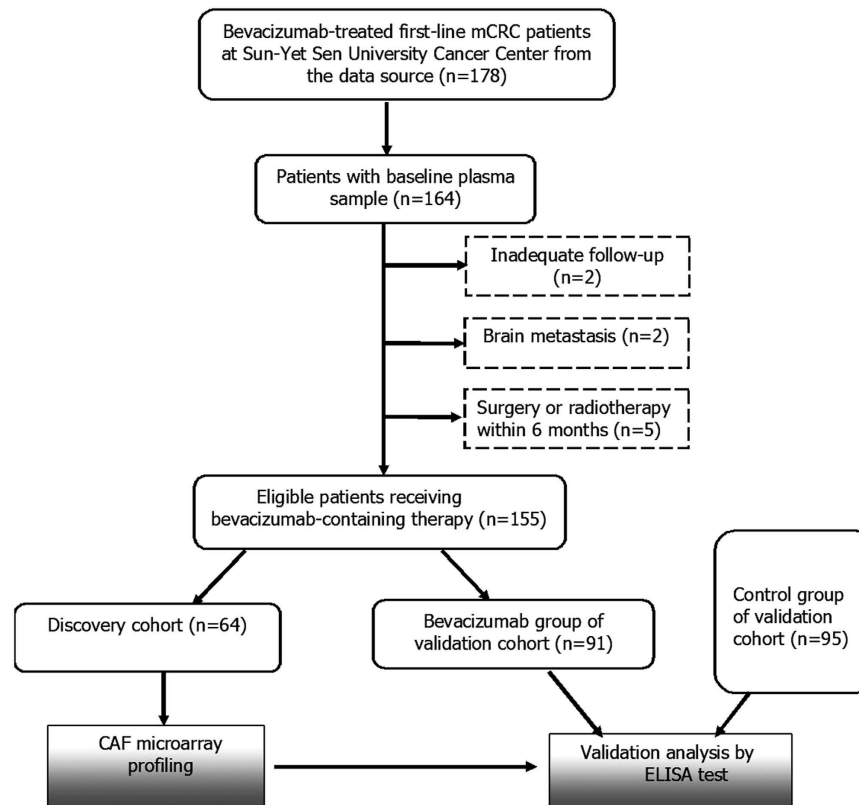 Bevacizumab-treated first-line mCRC patients
at Sun-Yet Sen University Cancer Center from
the data source (n=178)
Patients with baseline plasma
sample (n=164)
Inadequate follow-up
(n=2)
Brain metastasis (n=2)
Surgery or radiotherapy
within 6 months (n=5)
Eligible patients receiving
bevacizumab-containing therapy (n=155)
Discovery cohort (n=64)
Bevacizumab group of
validation cohort (n=91)
Control group
of validation
cohort (n=95)
CAF microarray
profiling
Validation analysis by
ELISA test